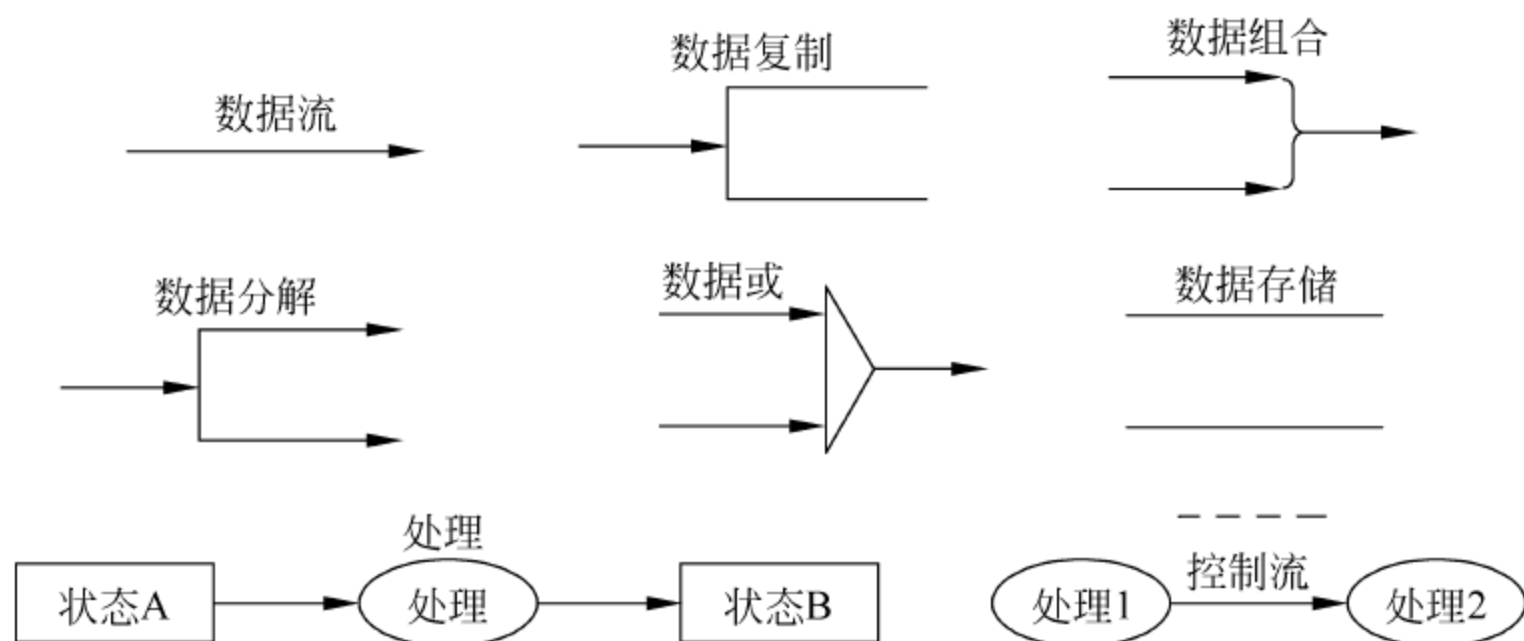 数据流
数据复制
数据组合
数据分解
数据或
数据存储
处理
状态A
处理
状态B
处理1
控制流
处理2